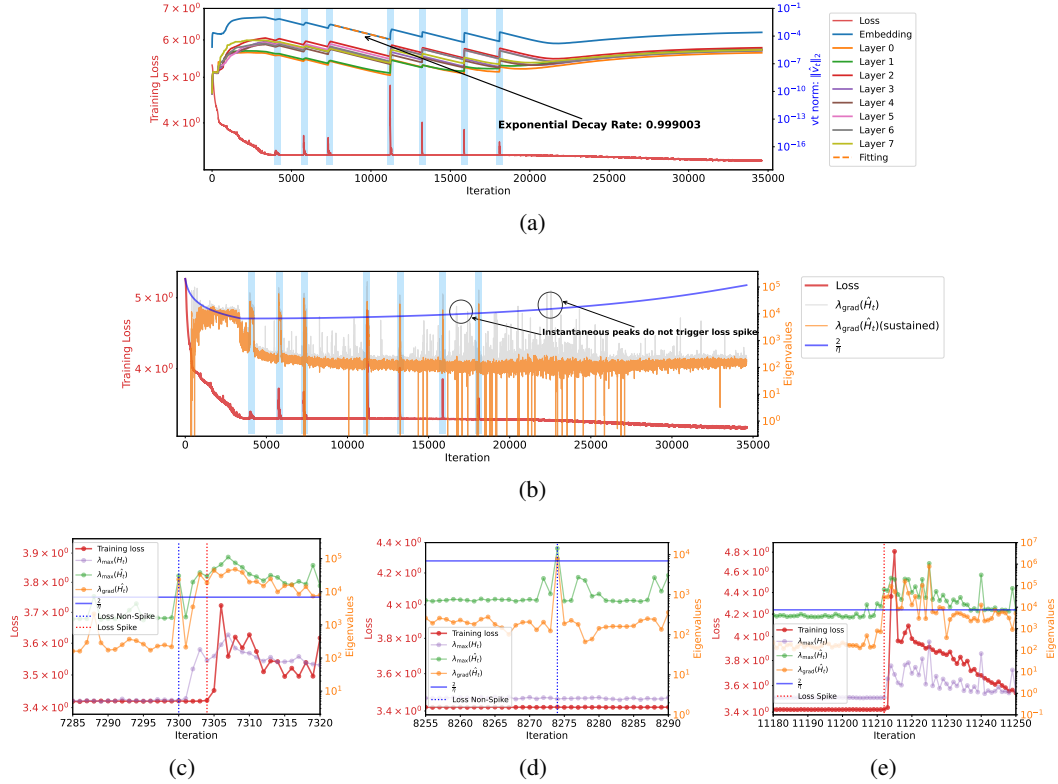 7 × 10⁰
6 × 10⁰
5 × 10⁰
4 × 10⁰
Training Loss
0
5000
10000
15000
20000
25000
30000
35000
Iteration
10⁻¹
10⁻⁴
10⁻⁷
10⁻¹⁰
10⁻¹³
10⁻¹⁶
vt norm: ‖v̂ₜ‖₂
Exponential Decay Rate: 0.999003
Loss
Embedding
Layer 0
Layer 1
Layer 2
Layer 3
Layer 4
Layer 5
Layer 6
Layer 7
Fitting
(a)
5 × 10⁰
4 × 10⁰
Training Loss
0
5000
10000
15000
20000
25000
30000
35000
Iteration
10⁵
10⁴
10³
10²
10¹
10⁰
Eigenvalues
Instantaneous peaks do not trigger loss spike
Loss
λgrad(Ĥₜ)
λgrad(Ĥₜ)(sustained)
2/η
(b)
3.9 × 10⁰
3.8 × 10⁰
3.7 × 10⁰
3.6 × 10⁰
3.5 × 10⁰
3.4 × 10⁰
Loss
Training loss
λmax(Hₜ)
λmax(Ĥₜ)
λgrad(Ĥₜ)
2/η
Loss Non-Spike
Loss Spike
7285
7290
7295
7300
7305
7310
7315
7320
Iteration
10⁵
10⁴
10³
10²
10¹
Eigenvalues
(c)
4.4 × 10⁰
4.2 × 10⁰
4 × 10⁰
3.8 × 10⁰
3.6 × 10⁰
3.4 × 10⁰
Loss
Training loss
λmax(Hₜ)
λmax(Ĥₜ)
λgrad(Ĥₜ)
2/η
Loss Non-Spike
8255
8260
8265
8270
8275
8280
8285
8290
Iteration
10⁴
10³
10²
10¹
10⁰
Eigenvalues
(d)
4.8 × 10⁰
4.6 × 10⁰
4.4 × 10⁰
4.2 × 10⁰
4 × 10⁰
3.8 × 10⁰
3.6 × 10⁰
3.4 × 10⁰
Loss
Training loss
λmax(Hₜ)
λmax(Ĥₜ)
λgrad(Ĥₜ)
2/η
Loss Spike
11180
11190
11200
11210
11220
11230
11240
11250
Iteration
10⁷
10⁶
10⁵
10⁴
10³
10²
10¹
10⁰
10⁻¹
Eigenvalues
(e)